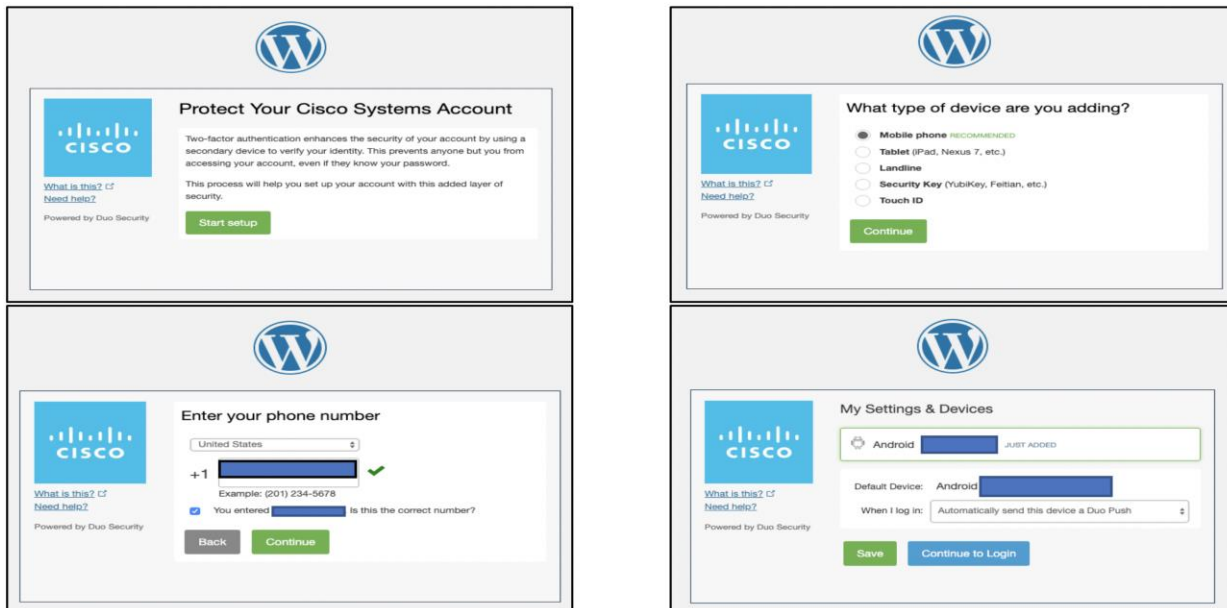 CISCO
What is this?
Need help?
Powered by Duo Security
Protect Your Cisco Systems Account
Two-factor authentication enhances the security of your account by using a
secondary device to verify your identity. This prevents anyone but you from
accessing your account, even if they know your password.
This process will help you set up your account with this added layer of
security.
Start setup
CISCO
What is this?
Need help?
Powered by Duo Security
What type of device are you adding?
Mobile phone RECOMMENDED
Tablet (iPad, Nexus 7, etc.)
Landline
Security Key (YubiKey, Feitian, etc.)
Touch ID
Continue
CISCO
What is this?
Need help?
Powered by Duo Security
Enter your phone number
United States
+1
Example: (201) 234-5678
You entered Is this the correct number?
Back Continue
CISCO
What is this?
Need help?
Powered by Duo Security
My Settings & Devices
Android JUST ADDED
Default Device: Android
When I log in: Automatically send this device a Duo Push
Save Continue to Login